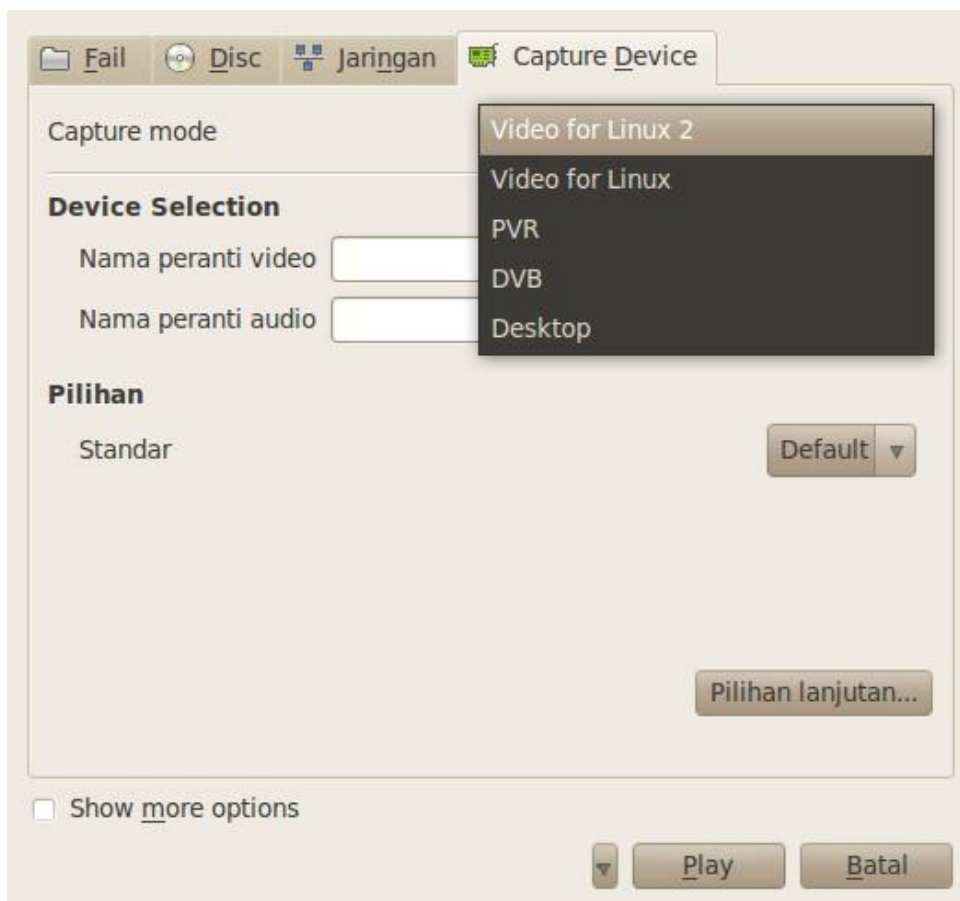 Fail Disc Jaringan Capture Device
Capture mode
Video for Linux 2
Video for Linux
PVR
DVB
Desktop
Device Selection
Nama peranti video
Nama peranti audio
Pilihan
Standar Default
Pilihan lanjutan...
Show more options
Play Batal